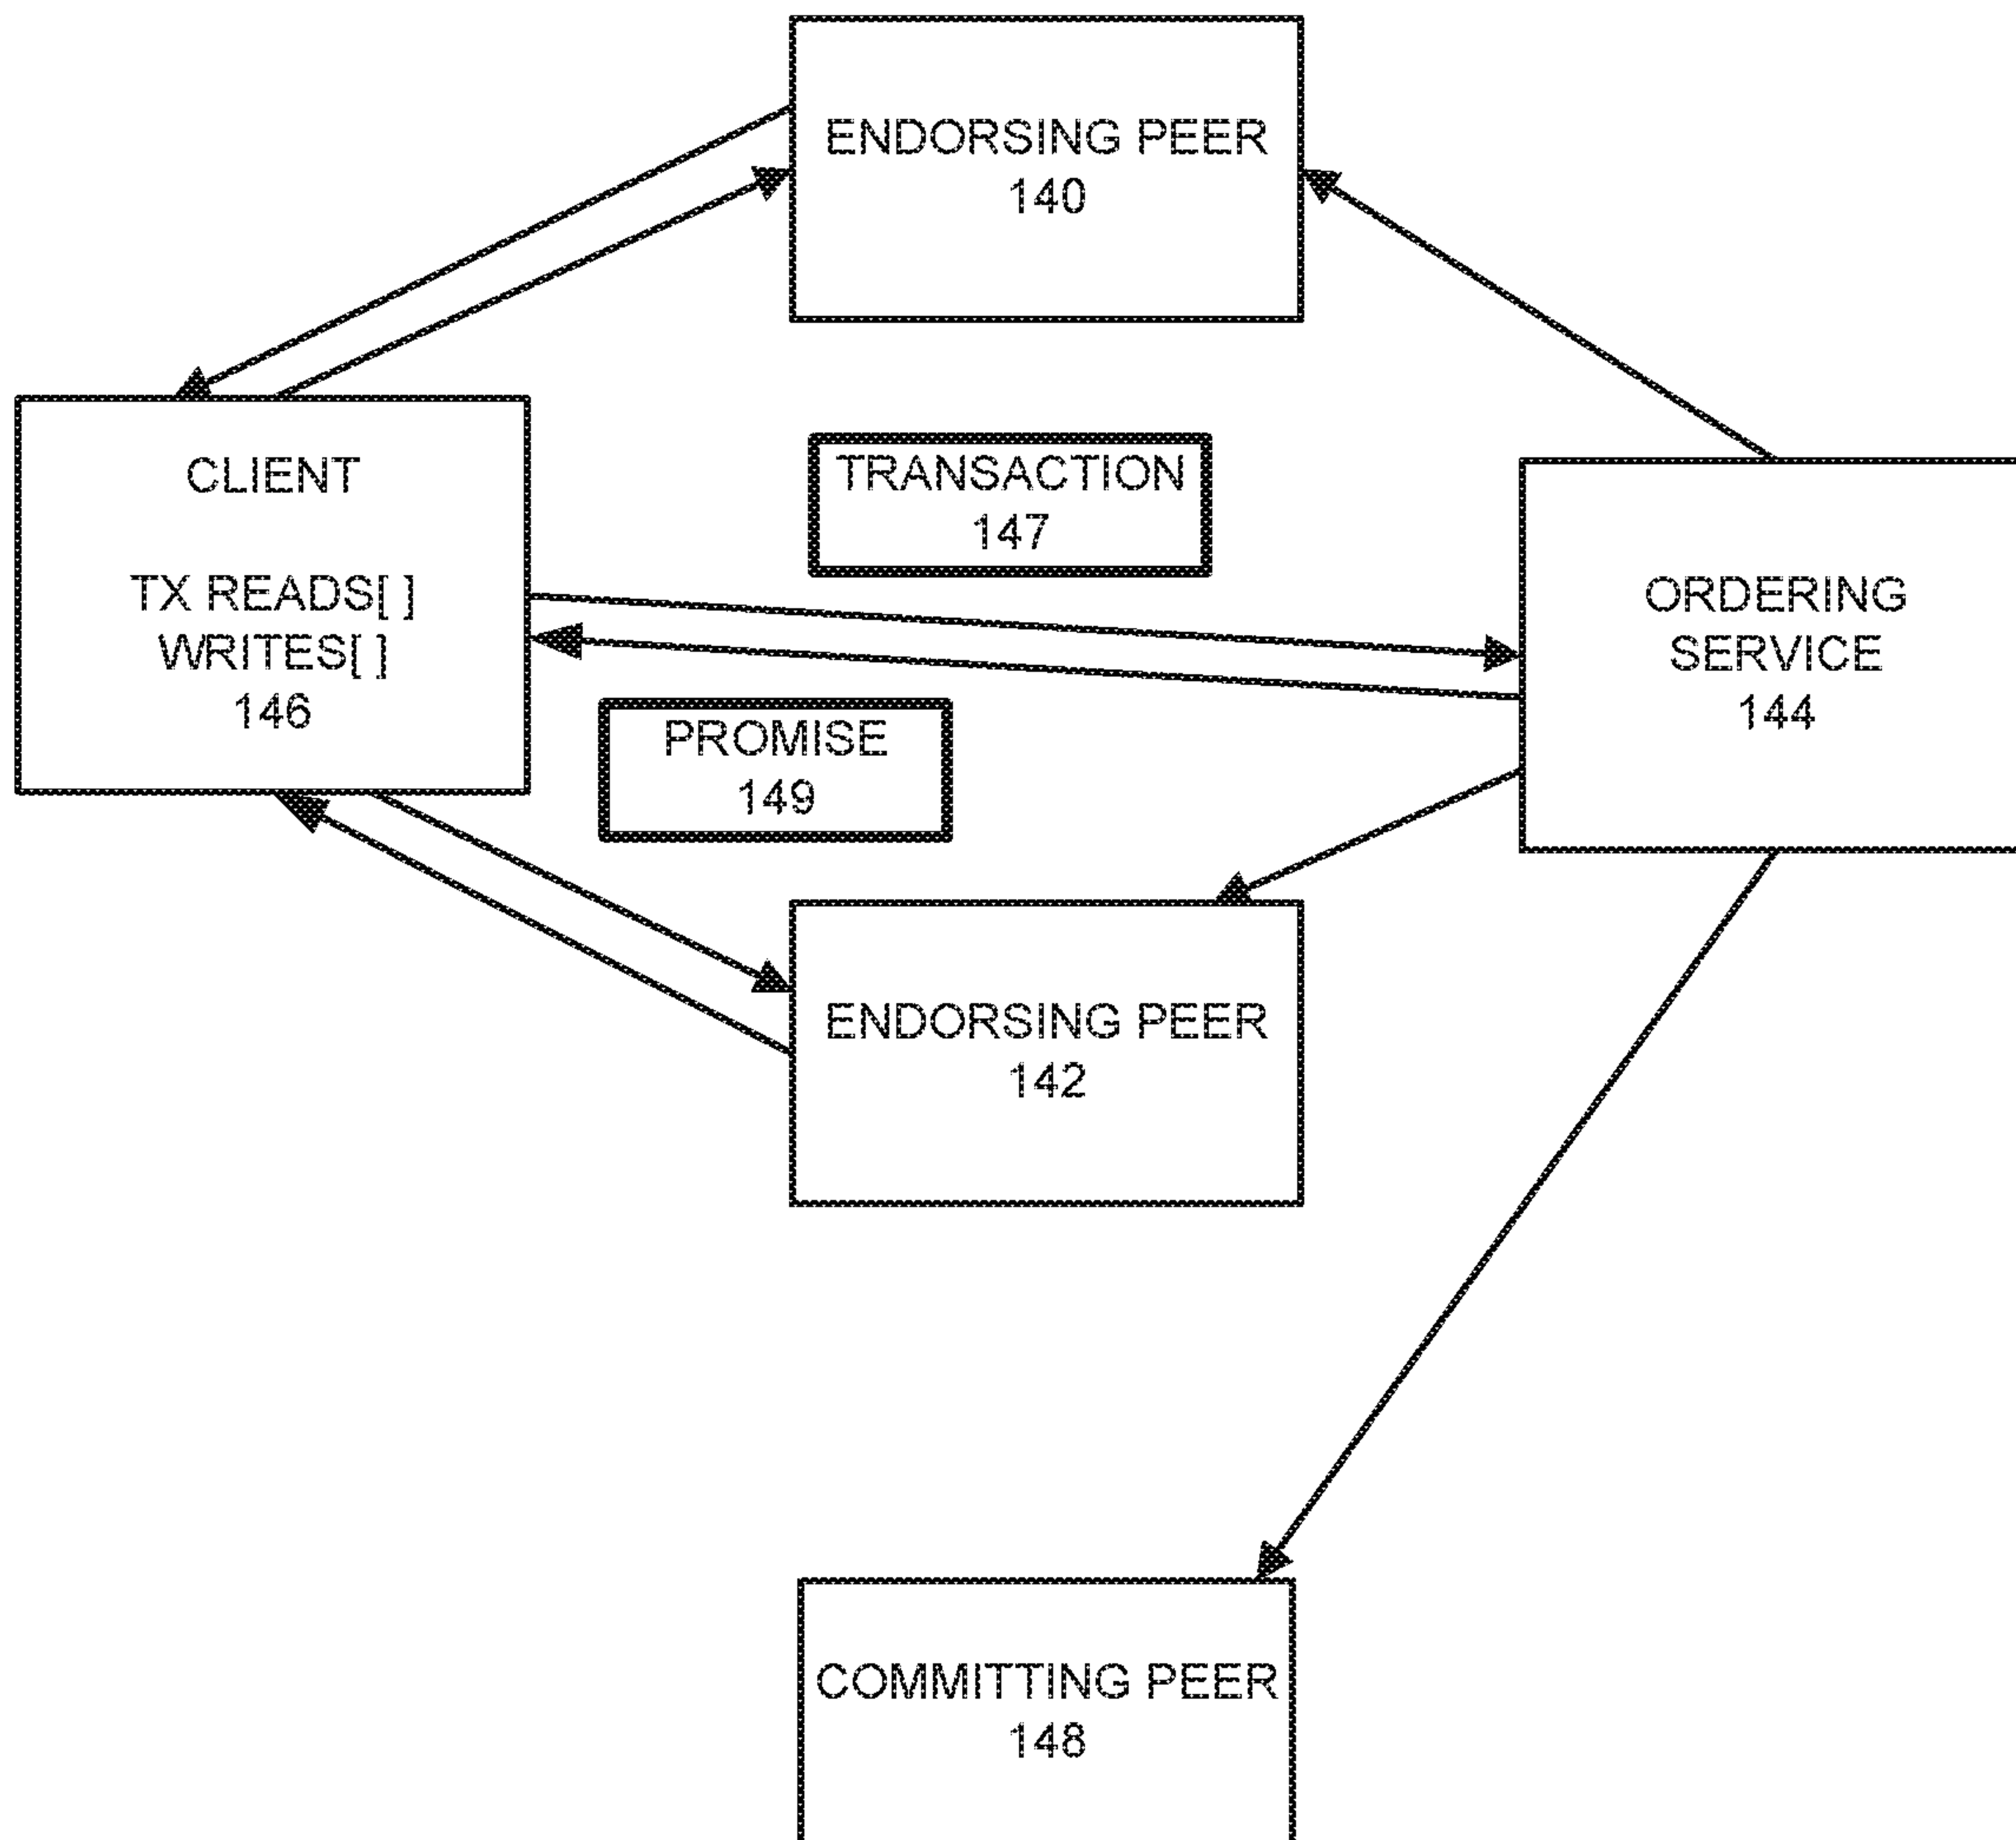 ENDORSING PEER
140
CLIENT
TX READS[ ]
WRITES[ ]
146
TRANSACTION
147
ORDERING
SERVICE
144
PROMISE
149
ENDORSING PEER
142
COMMITTING PEER
148